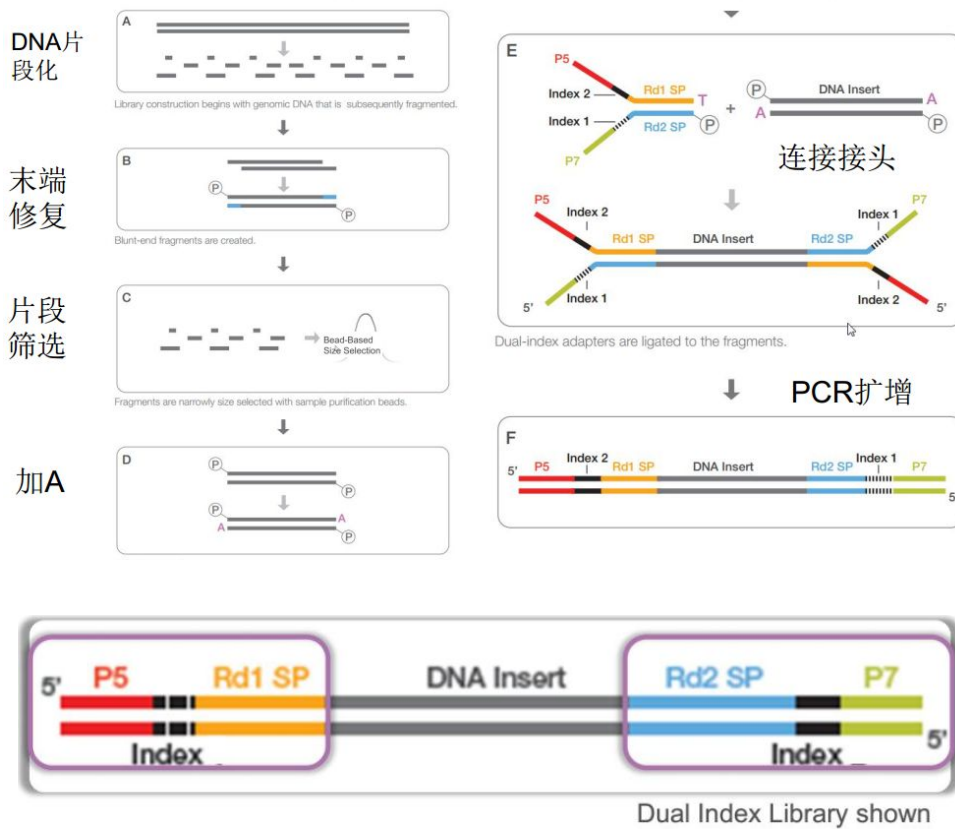 DNA片
段化
A
Library construction begins with genomic DNA that is subsequently fragmented.
末端
修复
B
P
P
Blunt-end fragments are created.
片段
筛选
C
Bead-Based
Size Selection
Fragments are narrowly size selected with sample purification beads.
加A
D
P
P
P
A
A
P
E
P5
Index 2
Rd1 SP
T
Index 1
Rd2 SP
P
P7
+
P
DNA Insert
A
A
P
连接接头
P5
Index 2
Rd1 SP
DNA Insert
Rd2 SP
Index 1
P7
5'
Index 1
Index 2
5'
Dual-index adapters are ligated to the fragments.
PCR扩增
F
5'
P5
Index 2
Rd1 SP
DNA Insert
Rd2 SP
Index 1
P7
5'
5'
P5
Rd1 SP
DNA Insert
Rd2 SP
P7
Index
Index
5'
Dual Index Library shown